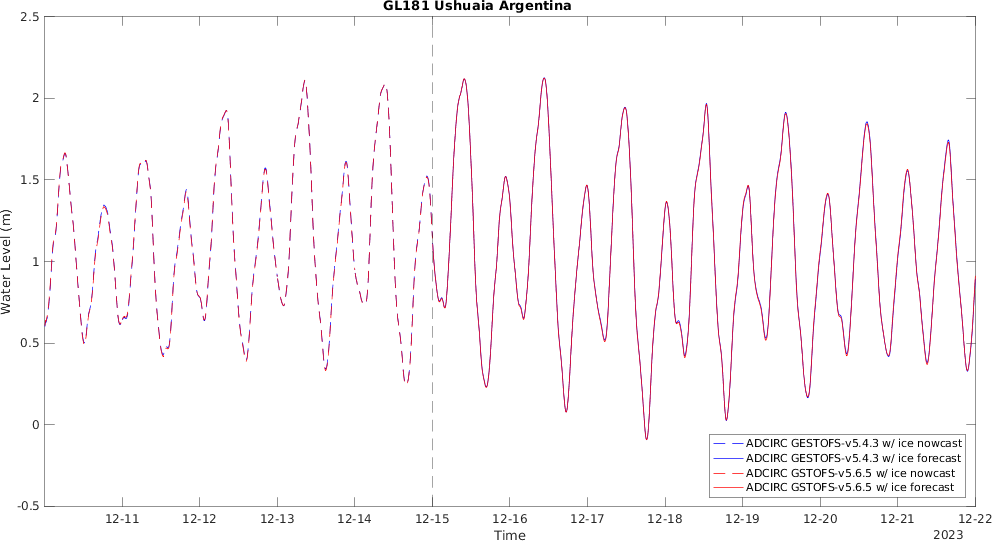 GL181 Ushuaia Argentina
2.5
2
1.5
1
0.5
0
-0.5
Water Level (m)
ADCIRC GESTOFS-v5.4.3 w/ ice nowcast
ADCIRC GESTOFS-v5.4.3 w/ ice forecast
ADCIRC GSTOFS-v5.6.5 w/ ice nowcast
ADCIRC GSTOFS-v5.6.5 w/ ice forecast
12-11 12-12 12-13 12-14 12-15 12-16 12-17 12-18 12-19 12-20 12-21 12-22
Time
2023